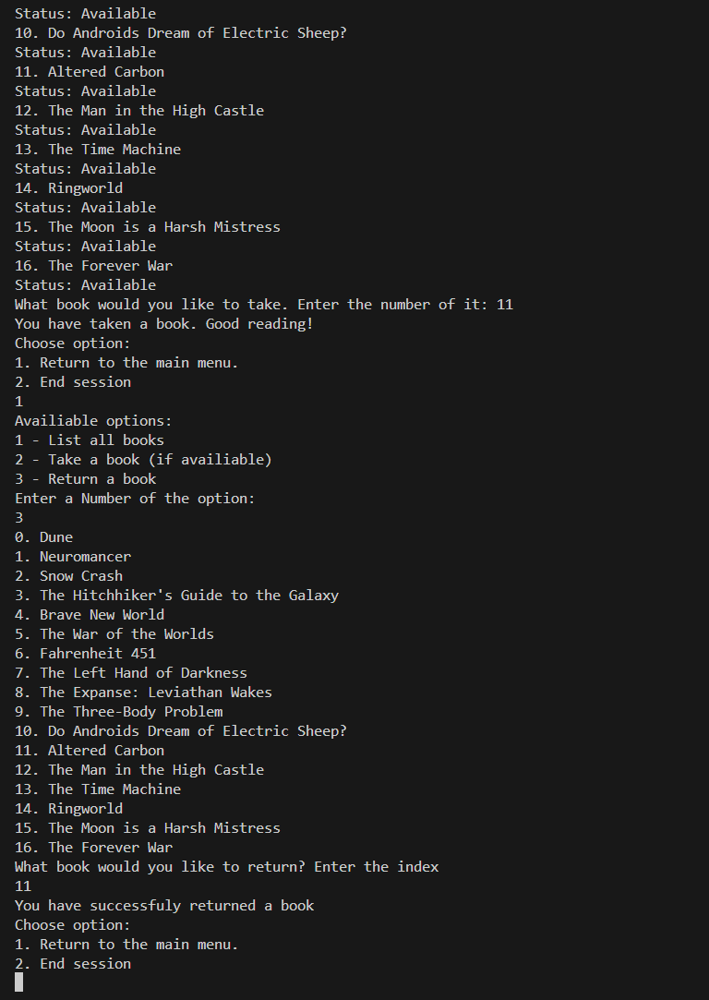 Status: Available
10. Do Androids Dream of Electric Sheep?
Status: Available
11. Altered Carbon
Status: Available
12. The Man in the High Castle
Status: Available
13. The Time Machine
Status: Available
14. Ringworld
Status: Available
15. The Moon is a Harsh Mistress
Status: Available
16. The Forever War
Status: Available
What book would you like to take. Enter the number of it: 11
You have taken a book. Good reading!
Choose option:
1. Return to the main menu.
2. End session
1
Availiable options:
1 - List all books
2 - Take a book (if availiable)
3 - Return a book
Enter a Number of the option:
3
0. Dune
1. Neuromancer
2. Snow Crash
3. The Hitchhiker's Guide to the Galaxy
4. Brave New World
5. The War of the Worlds
6. Fahrenheit 451
7. The Left Hand of Darkness
8. The Expanse: Leviathan Wakes
9. The Three-Body Problem
10. Do Androids Dream of Electric Sheep?
11. Altered Carbon
12. The Man in the High Castle
13. The Time Machine
14. Ringworld
15. The Moon is a Harsh Mistress
16. The Forever War
What book would you like to return? Enter the index
11
You have successfuly returned a book
Choose option:
1. Return to the main menu.
2. End session